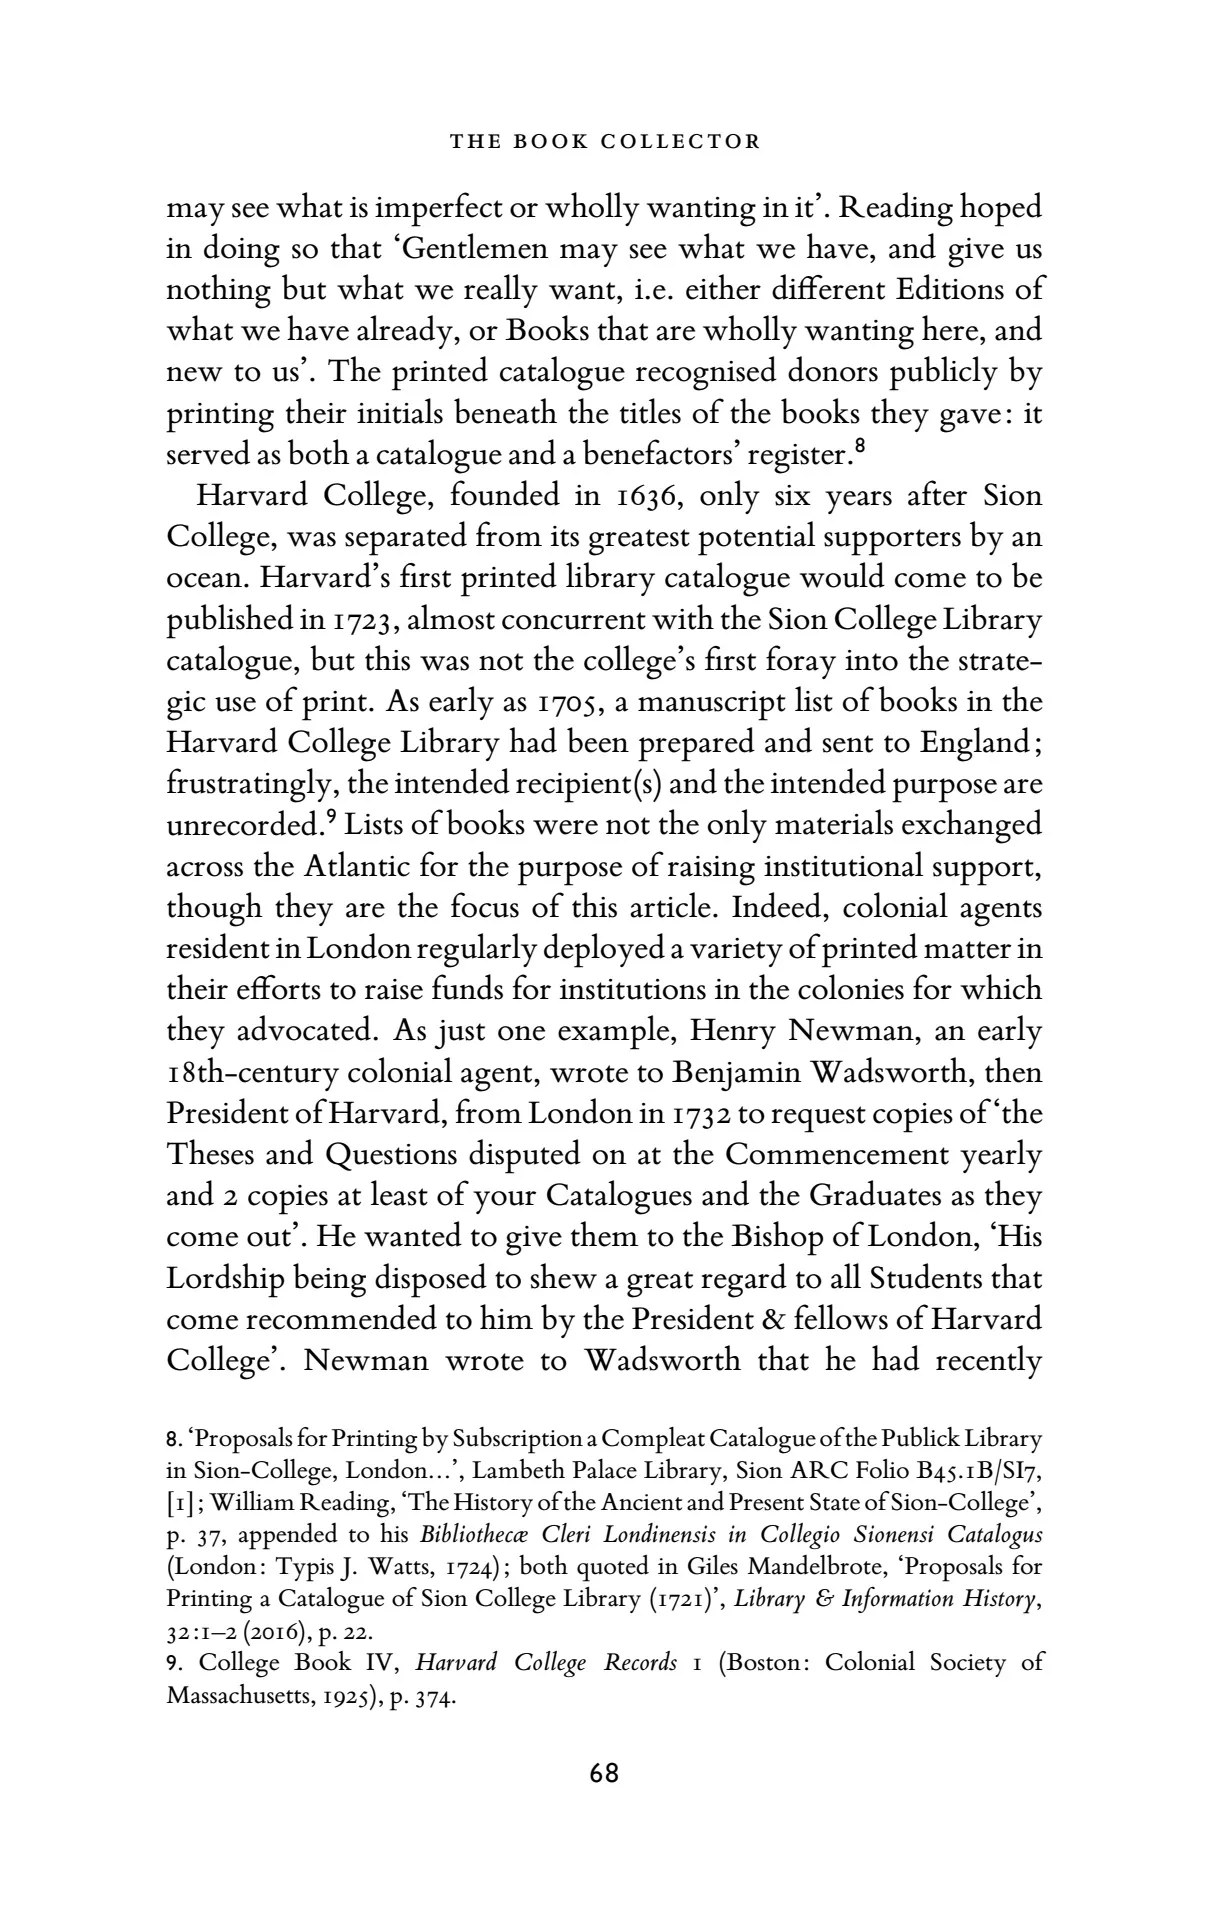 THE BOOK COLLECTOR
may see what is imperfect or wholly wanting in it’. Reading hoped
in doing so that ‘Gentlemen may see what we have, and give us
nothing but what we really want, i.e. either different Editions of
what we have already, or Books that are wholly wanting here, and
new to us’. The printed catalogue recognised donors publicly by
printing their initials beneath the titles of the books they gave: it
served as both a catalogue and a benefactors’ register.8
Harvard College, founded in 1636, only six years after Sion
College, was separated from its greatest potential supporters by an
ocean. Harvard’s first printed library catalogue would come to be
published in 1723, almost concurrent with the Sion College Library
catalogue, but this was not the college’s first foray into the strate-
gic use of print. As early as 1705, a manuscript list of books in the
Harvard College Library had been prepared and sent to England;
frustratingly, the intended recipient(s) and the intended purpose are
unrecorded.9 Lists of books were not the only materials exchanged
across the Atlantic for the purpose of raising institutional support,
though they are the focus of this article. Indeed, colonial agents
resident in London regularly deployed a variety of printed matter in
their efforts to raise funds for institutions in the colonies for which
they advocated. As just one example, Henry Newman, an early
18th-century colonial agent, wrote to Benjamin Wadsworth, then
President of Harvard, from London in 1732 to request copies of ‘the
Theses and Questions disputed on at the Commencement yearly
and 2 copies at least of your Catalogues and the Graduates as they
come out’. He wanted to give them to the Bishop of London, ‘His
Lordship being disposed to shew a great regard to all Students that
come recommended to him by the President & fellows of Harvard
College’. Newman wrote to Wadsworth that he had recently
8. ‘Proposals for Printing by Subscription a Compleat Catalogue of the Publick Library
in Sion-College, London…’, Lambeth Palace Library, Sion ARC Folio B45.1B/SI7,
[1]; William Reading, ‘The History of the Ancient and Present State of Sion-College’,
p. 37, appended to his Bibliothecæ Cleri Londinensis in Collegio Sionensi Catalogus
(London: Typis J. Watts, 1724); both quoted in Giles Mandelbrote, ‘Proposals for
Printing a Catalogue of Sion College Library (1721)’, Library & Information History,
32:1–2 (2016), p. 22.
9. College Book IV, Harvard College Records 1 (Boston: Colonial Society of
Massachusetts, 1925), p. 374.
68